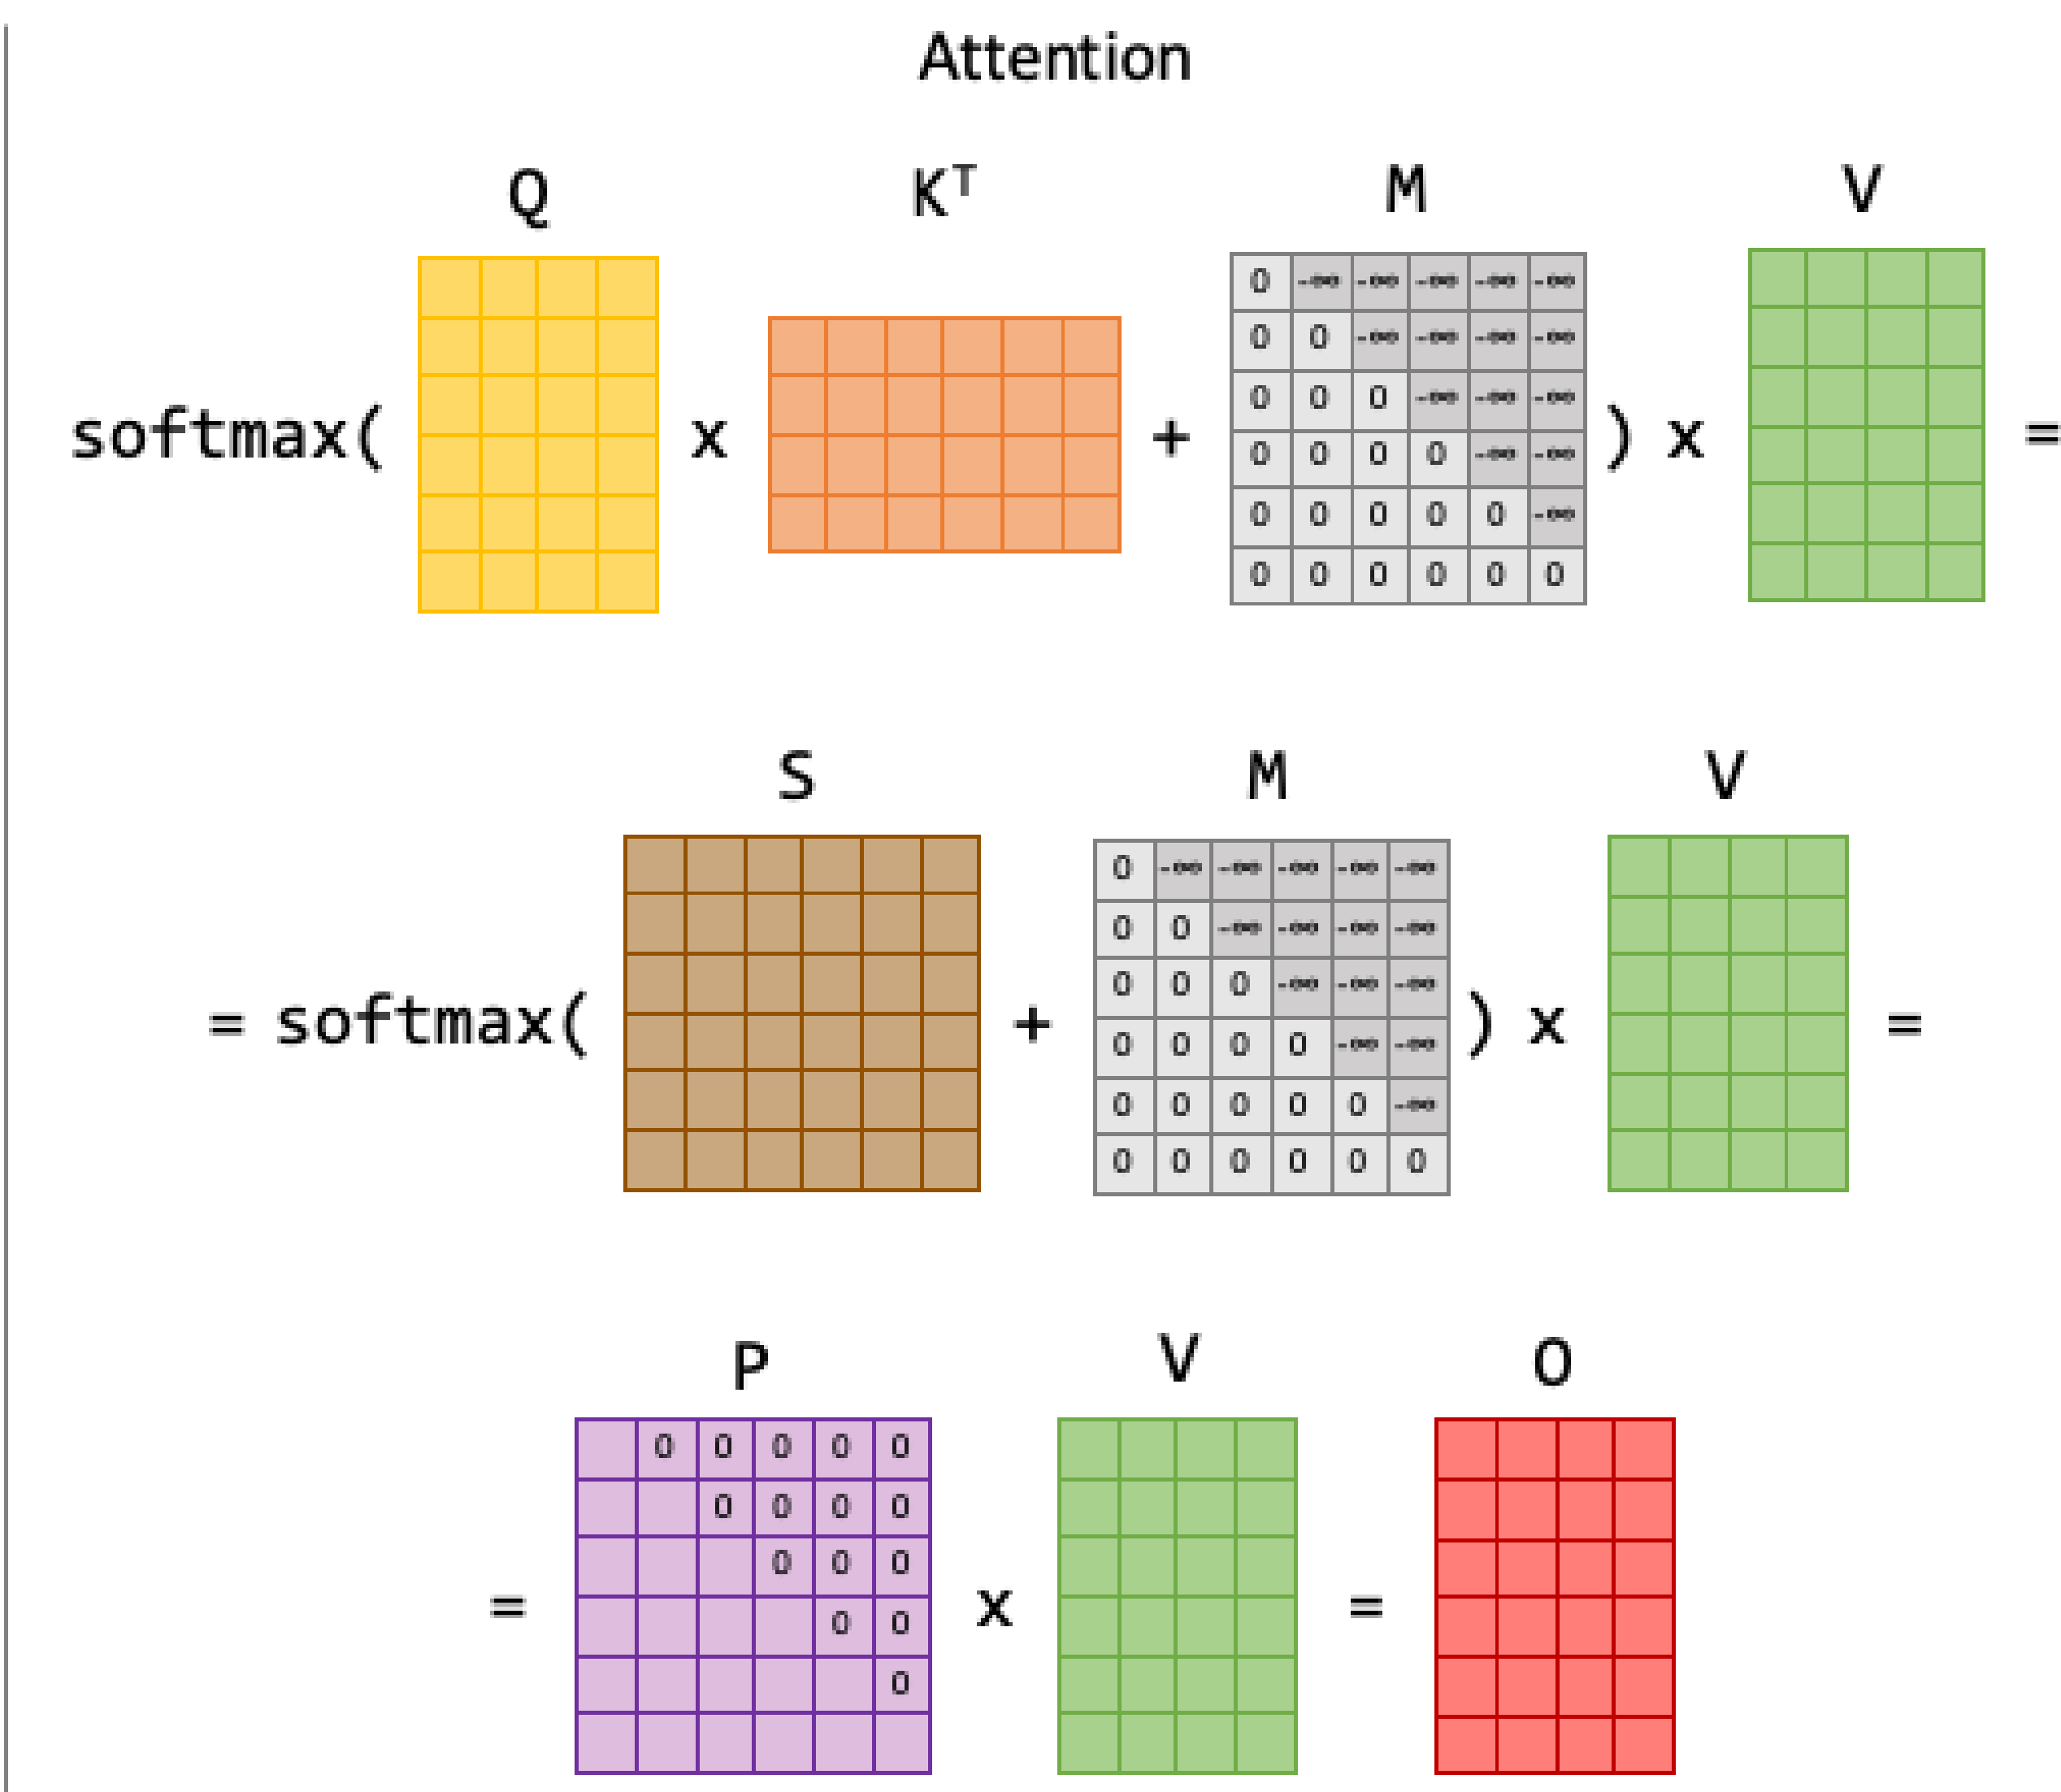 Attention
Q Kᵀ M V
0 -∞ -∞ -∞ -∞ -∞
0 0 -∞ -∞ -∞ -∞
0 0 0 -∞ -∞ -∞
softmax( x + ) x =
0 0 0 0 -∞ -∞
0 0 0 0 0 -∞
0 0 0 0 0 0
S M V
0 -∞ -∞ -∞ -∞ -∞
0 0 -∞ -∞ -∞ -∞
0 0 0 -∞ -∞ -∞
= softmax( + ) x =
0 0 0 0 -∞ -∞
0 0 0 0 0 -∞
0 0 0 0 0 0
P V O
0 0 0 0 0
0 0 0 0
0 0 0
= x =
0 0
0